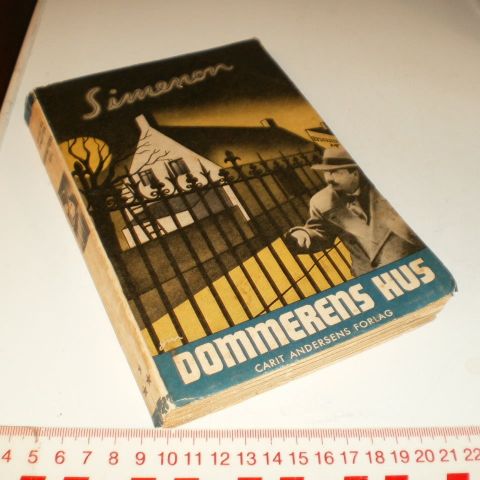 Simenon
DOMMERENS HUS
CARIT ANDERSENS FORLAG
4 5 6 7 8 9 10 11 12 13 14 15 16 17 18 19 20 21 22